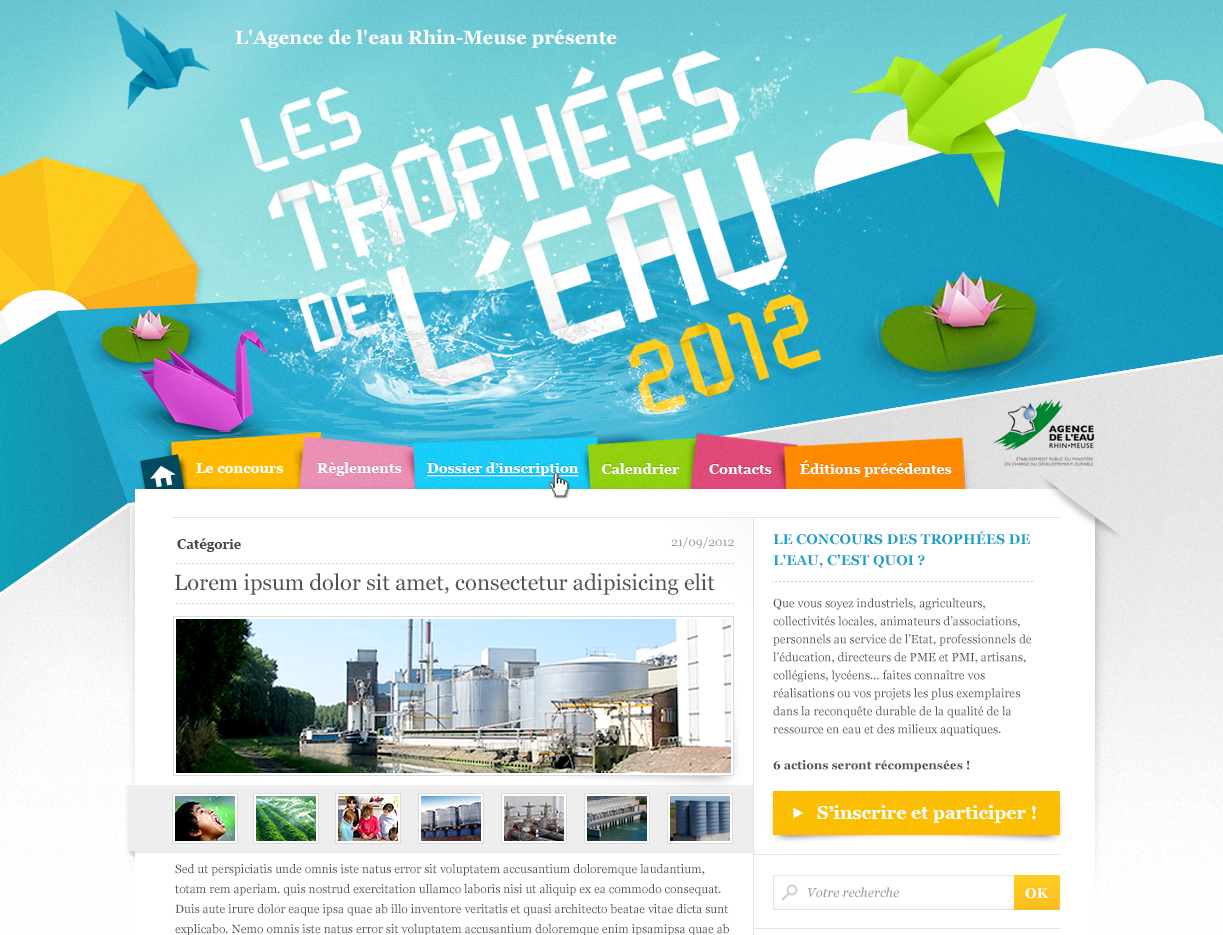 L'Agence de l'eau Rhin-Meuse présente
LES
TROPHÉES
DE L'EAU
2012
AGENCE
DE L'EAU
RHIN•MEUSE
ÉTABLISSEMENT PUBLIC DU MINISTÈRE
EN CHARGE DU DÉVELOPPEMENT DURABLE
Le concours
Règlements
Dossier d'inscription
Calendrier
Contacts
Éditions précédentes
Catégorie
21/09/2012
Lorem ipsum dolor sit amet, consectetur adipisicing elit
Sed ut perspiciatis unde omnis iste natus error sit voluptatem accusantium doloremque laudantium,
totam rem aperiam. quis nostrud exercitation ullamco laboris nisi ut aliquip ex ea commodo consequat.
Duis aute irure dolor eaque ipsa quae ab illo inventore veritatis et quasi architecto beatae vitae dicta sunt
explicabo. Nemo omnis iste natus error sit voluptatem accusantium doloremque enim ipsamipsa quae ab
LE CONCOURS DES TROPHÉES DE
L'EAU, C'EST QUOI ?
Que vous soyez industriels, agriculteurs,
collectivités locales, animateurs d'associations,
personnels au service de l'Etat, professionnels de
l'éducation, directeurs de PME et PMI, artisans,
collégiens, lycéens... faites connaître vos
réalisations ou vos projets les plus exemplaires
dans la reconquête durable de la qualité de la
ressource en eau et des milieux aquatiques.
6 actions seront récompensées !
S'inscrire et participer !
Votre recherche
OK